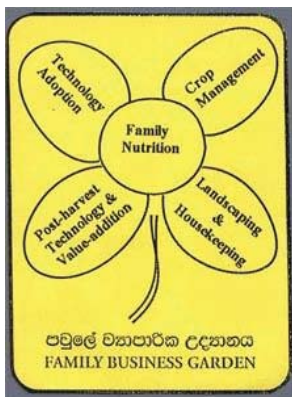 Technology
Adoption
Crop
Management
Family
Nutrition
Post-harvest
Technology &
Value-addition
Landscaping
&
Housekeeping
පවුලේ ව්‍යාපාරික උද්‍යානය
FAMILY BUSINESS GARDEN